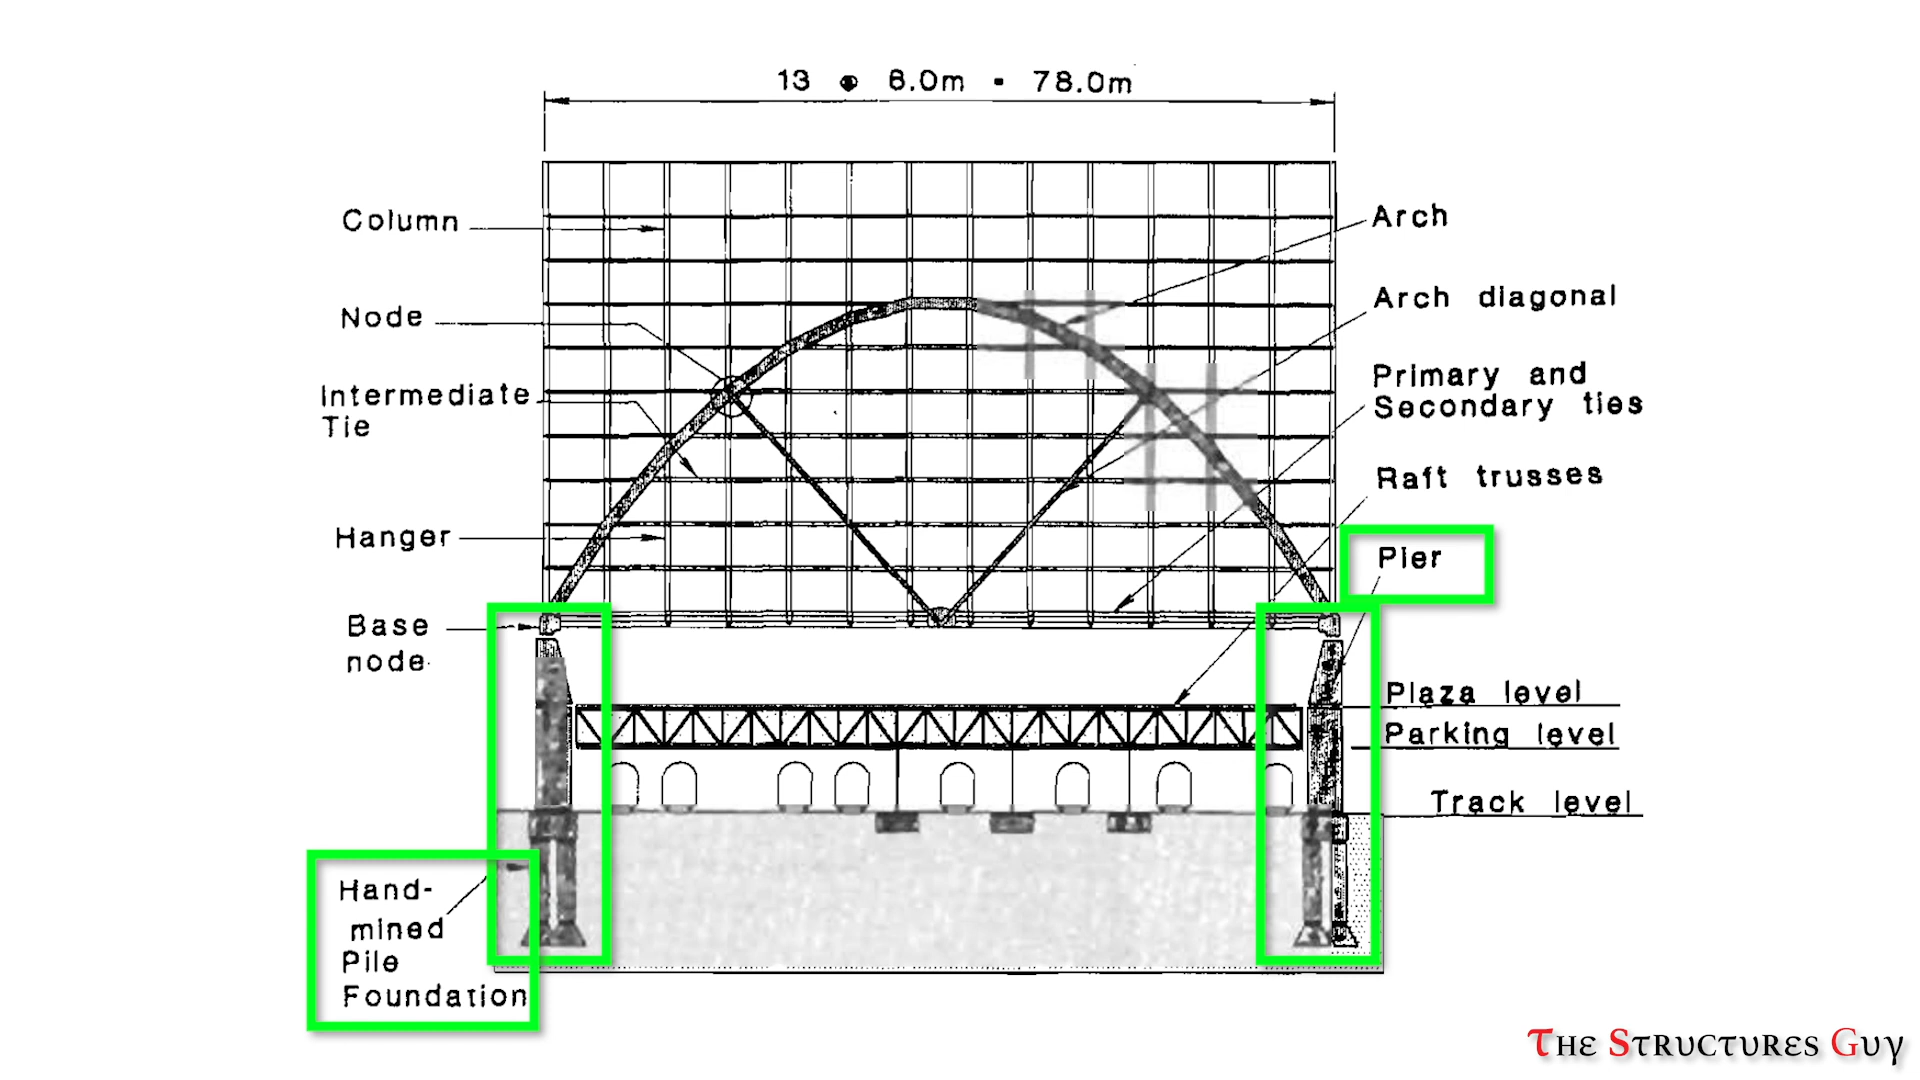 13 @ 6.0m = 78.0m
Column
Arch
Node
Arch diagonal
Intermediate
Tie
Primary and
Secondary ties
Raft trusses
Hanger
Pier
Base
node
Plaza level
Parking level
Track level
Hand-
mined
Pile
Foundation
THE STRUCTURES GUY